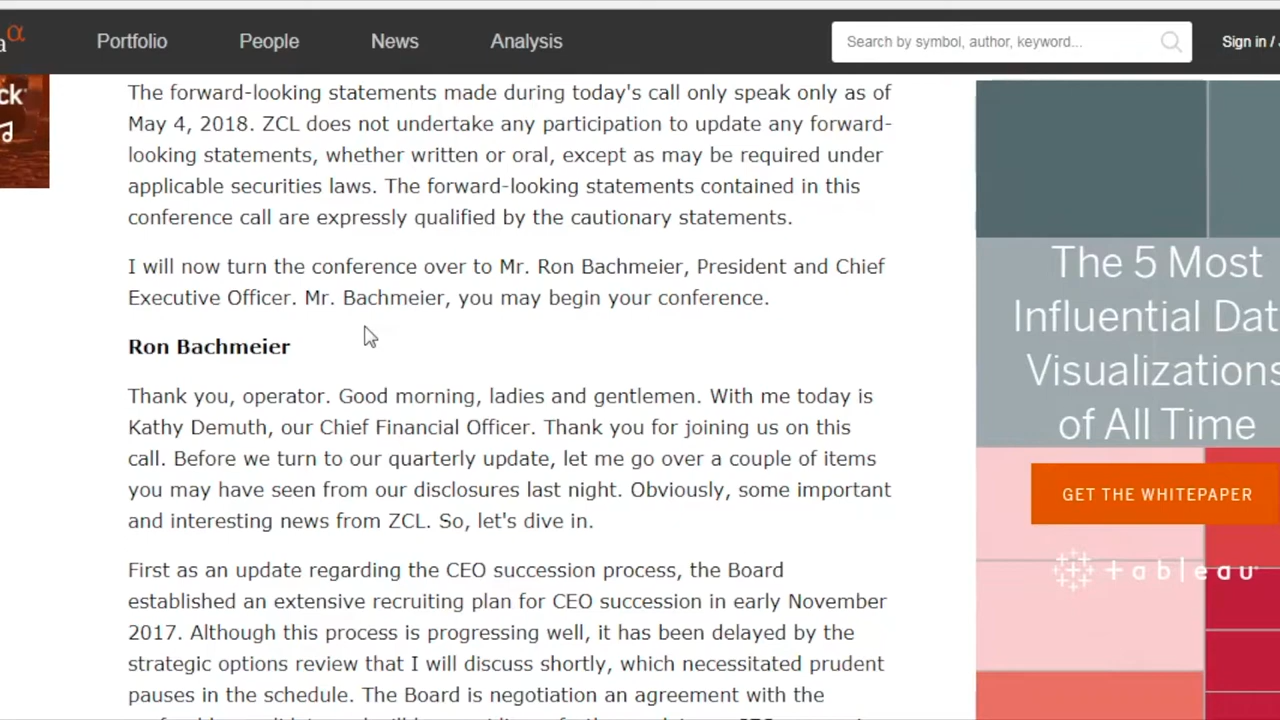 α
Portfolio
People
News
Analysis
Search by symbol, author, keyword...
Sign in /
The forward-looking statements made during today's call only speak only as of
May 4, 2018. ZCL does not undertake any participation to update any forward-
looking statements, whether written or oral, except as may be required under
applicable securities laws. The forward-looking statements contained in this
conference call are expressly qualified by the cautionary statements.
I will now turn the conference over to Mr. Ron Bachmeier, President and Chief
Executive Officer. Mr. Bachmeier, you may begin your conference.
Ron Bachmeier
Thank you, operator. Good morning, ladies and gentlemen. With me today is
Kathy Demuth, our Chief Financial Officer. Thank you for joining us on this
call. Before we turn to our quarterly update, let me go over a couple of items
you may have seen from our disclosures last night. Obviously, some important
and interesting news from ZCL. So, let's dive in.
First as an update regarding the CEO succession process, the Board
established an extensive recruiting plan for CEO succession in early November
2017. Although this process is progressing well, it has been delayed by the
strategic options review that I will discuss shortly, which necessitated prudent
pauses in the schedule. The Board is negotiation an agreement with the
The 5 Most
Influential Dat
Visualizations
of All Time
GET THE WHITEPAPER
tableau